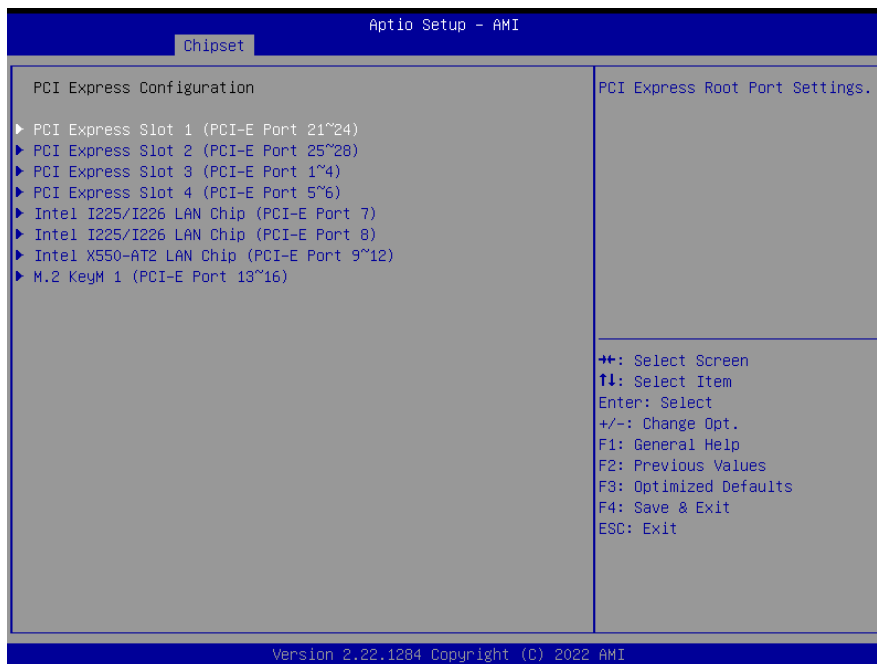 Aptio Setup – AMI
Chipset
PCI Express Configuration
▶ PCI Express Slot 1 (PCI-E Port 21~24)
▶ PCI Express Slot 2 (PCI-E Port 25~28)
▶ PCI Express Slot 3 (PCI-E Port 1~4)
▶ PCI Express Slot 4 (PCI-E Port 5~6)
▶ Intel I225/I226 LAN Chip (PCI-E Port 7)
▶ Intel I225/I226 LAN Chip (PCI-E Port 8)
▶ Intel X550-AT2 LAN Chip (PCI-E Port 9~12)
▶ M.2 KeyM 1 (PCI-E Port 13~16)
PCI Express Root Port Settings.
→←: Select Screen
↑↓: Select Item
Enter: Select
+/-: Change Opt.
F1: General Help
F2: Previous Values
F3: Optimized Defaults
F4: Save & Exit
ESC: Exit
Version 2.22.1284 Copyright (C) 2022 AMI